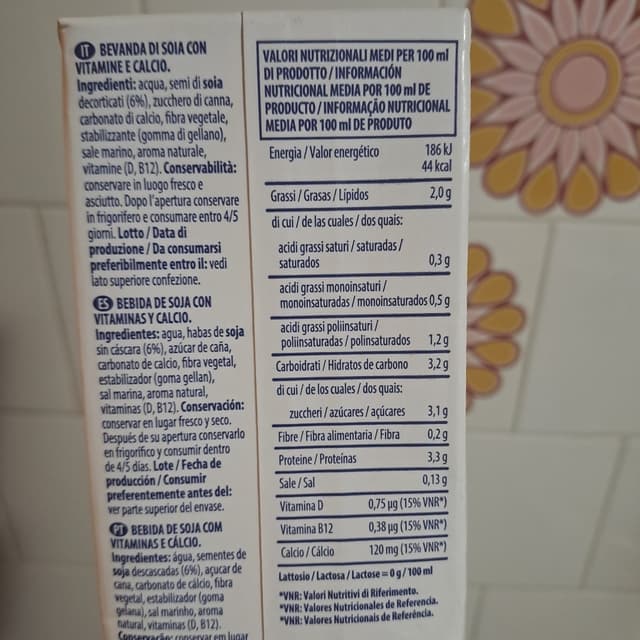 IT BEVANDA DI SOIA CON
VITAMINE E CALCIO.
Ingredienti: acqua, semi di soia
decorticati (6%), zucchero di canna,
carbonato di calcio, fibra vegetale,
stabilizzante (gomma di gellano),
sale marino, aroma naturale,
vitamine (D, B12). Conservabilità:
conservare in luogo fresco e
asciutto. Dopo l'apertura conservare
in frigorifero e consumare entro 4/5
giorni. Lotto / Data di
produzione / Da consumarsi
preferibilmente entro il: vedi
lato superiore confezione.
ES BEBIDA DE SOJA CON
VITAMINAS Y CALCIO.
Ingredientes: agua, habas de soja
sin cáscara (6%), azúcar de caña,
carbonato de calcio, fibra vegetal,
estabilizador (goma gellan),
sal marina, aroma natural,
vitaminas (D, B12). Conservación:
conservar en lugar fresco y seco.
Después de su apertura conservarlo
en frigorífico y consumir dentro
de 4/5 días. Lote / Fecha de
producción / Consumir
preferentemente antes del:
ver parte superior del envase.
PT BEBIDA DE SOJA COM
VITAMINAS E CÁLCIO.
Ingredientes: água, sementes de
soja descascadas (6%), açucar de
cana, carbonato de cálcio, fibra
vegetal, estabilizador (goma
gelana), sal marinho, aroma
natural, vitaminas (D, B12).
Conservação: conservar em lugar
VALORI NUTRIZIONALI MEDI PER 100 ml
DI PRODOTTO / INFORMACIÓN
NUTRICIONAL MEDIA POR 100 ml DE
PRODUCTO / INFORMAÇÃO NUTRICIONAL
MEDIA POR 100 ml DE PRODUTO
Energia / Valor energético 186 kJ
44 kcal
Grassi / Grasas / Lípidos 2,0 g
di cui / de las cuales / dos quais:
acidi grassi saturi / saturadas /
saturados 0,3 g
acidi grassi monoinsaturi /
monoinsaturadas / monoinsaturados 0,5 g
acidi grassi poliinsaturi /
poliinsaturadas / polinsaturados 1,2 g
Carboidrati / Hidratos de carbono 3,2 g
di cui / de los cuales / dos quais:
zuccheri / azúcares / açúcares 3,1 g
Fibre / Fibra alimentaria / Fibra 0,2 g
Proteine / Proteínas 3,3 g
Sale / Sal 0,13 g
Vitamina D 0,75 µg (15% VNR*)
Vitamina B12 0,38 µg (15% VNR*)
Calcio / Cálcio 120 mg (15% VNR*)
Lattosio / Lactosa / Lactose = 0 g / 100 ml
*VNR: Valori Nutritivi di Riferimento.
*VNR: Valores Nutricionales de Referencia.
*VNR: Valores Nutricionais de Referência.